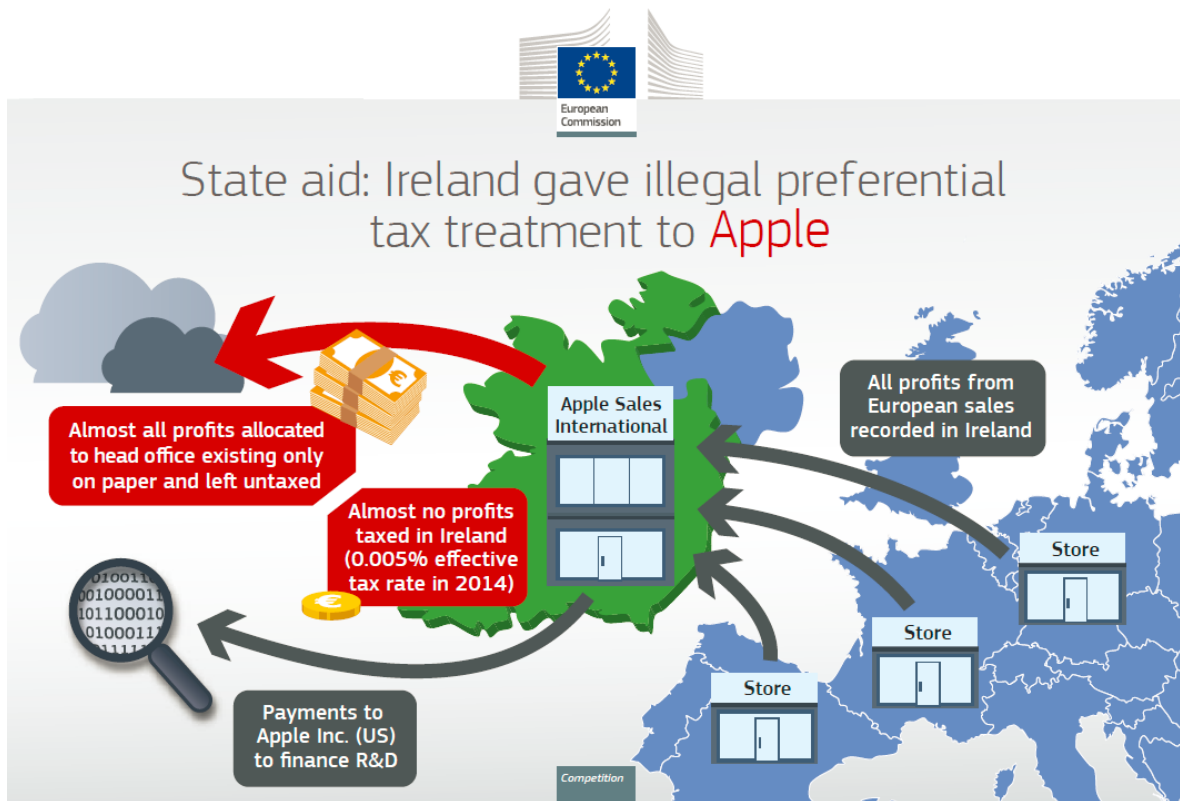 European
Commission
State aid: Ireland gave illegal preferential
tax treatment to Apple
Almost all profits allocated
to head office existing only
on paper and left untaxed
Apple Sales
International
All profits from
European sales
recorded in Ireland
Almost no profits
taxed in Ireland
(0.005% effective
tax rate in 2014)
Store
Store
Store
Payments to
Apple Inc. (US)
to finance R&D
Competition